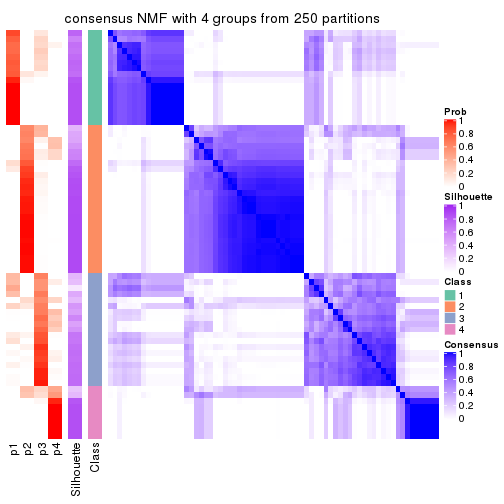 consensus NMF with 4 groups from 250 partitions
Prob
1
0.8
0.6
0.4
0.2
0
Silhouette
1
0.8
0.6
0.4
0.2
0
Class
1
2
3
4
Consensus
1
0.8
0.6
0.4
0.2
0
p1
p2
p3
p4
Silhouette
Class